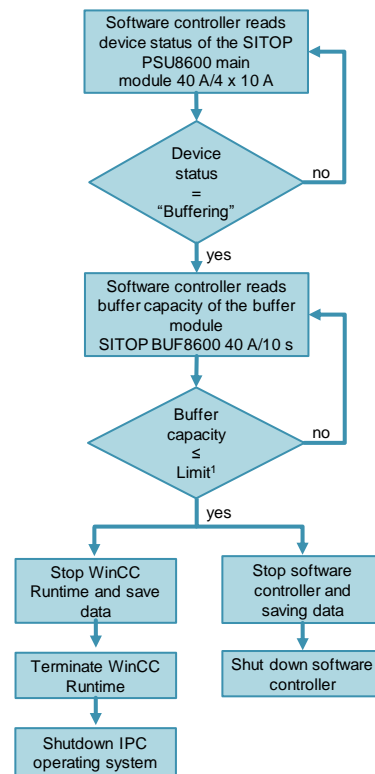 Software controller reads
device status of the SITOP
PSU8600 main
module 40 A/4 x 10 A
Device
status
=
“Buffering”
no
yes
Software controller reads
buffer capacity of the buffer
module
SITOP BUF8600 40 A/10 s
Buffer
capacity
≤
Limit¹
no
yes
Stop WinCC
Runtime and save
data
Stop software
controller and
saving data
Terminate WinCC
Runtime
Shut down software
controller
Shutdown IPC
operating system